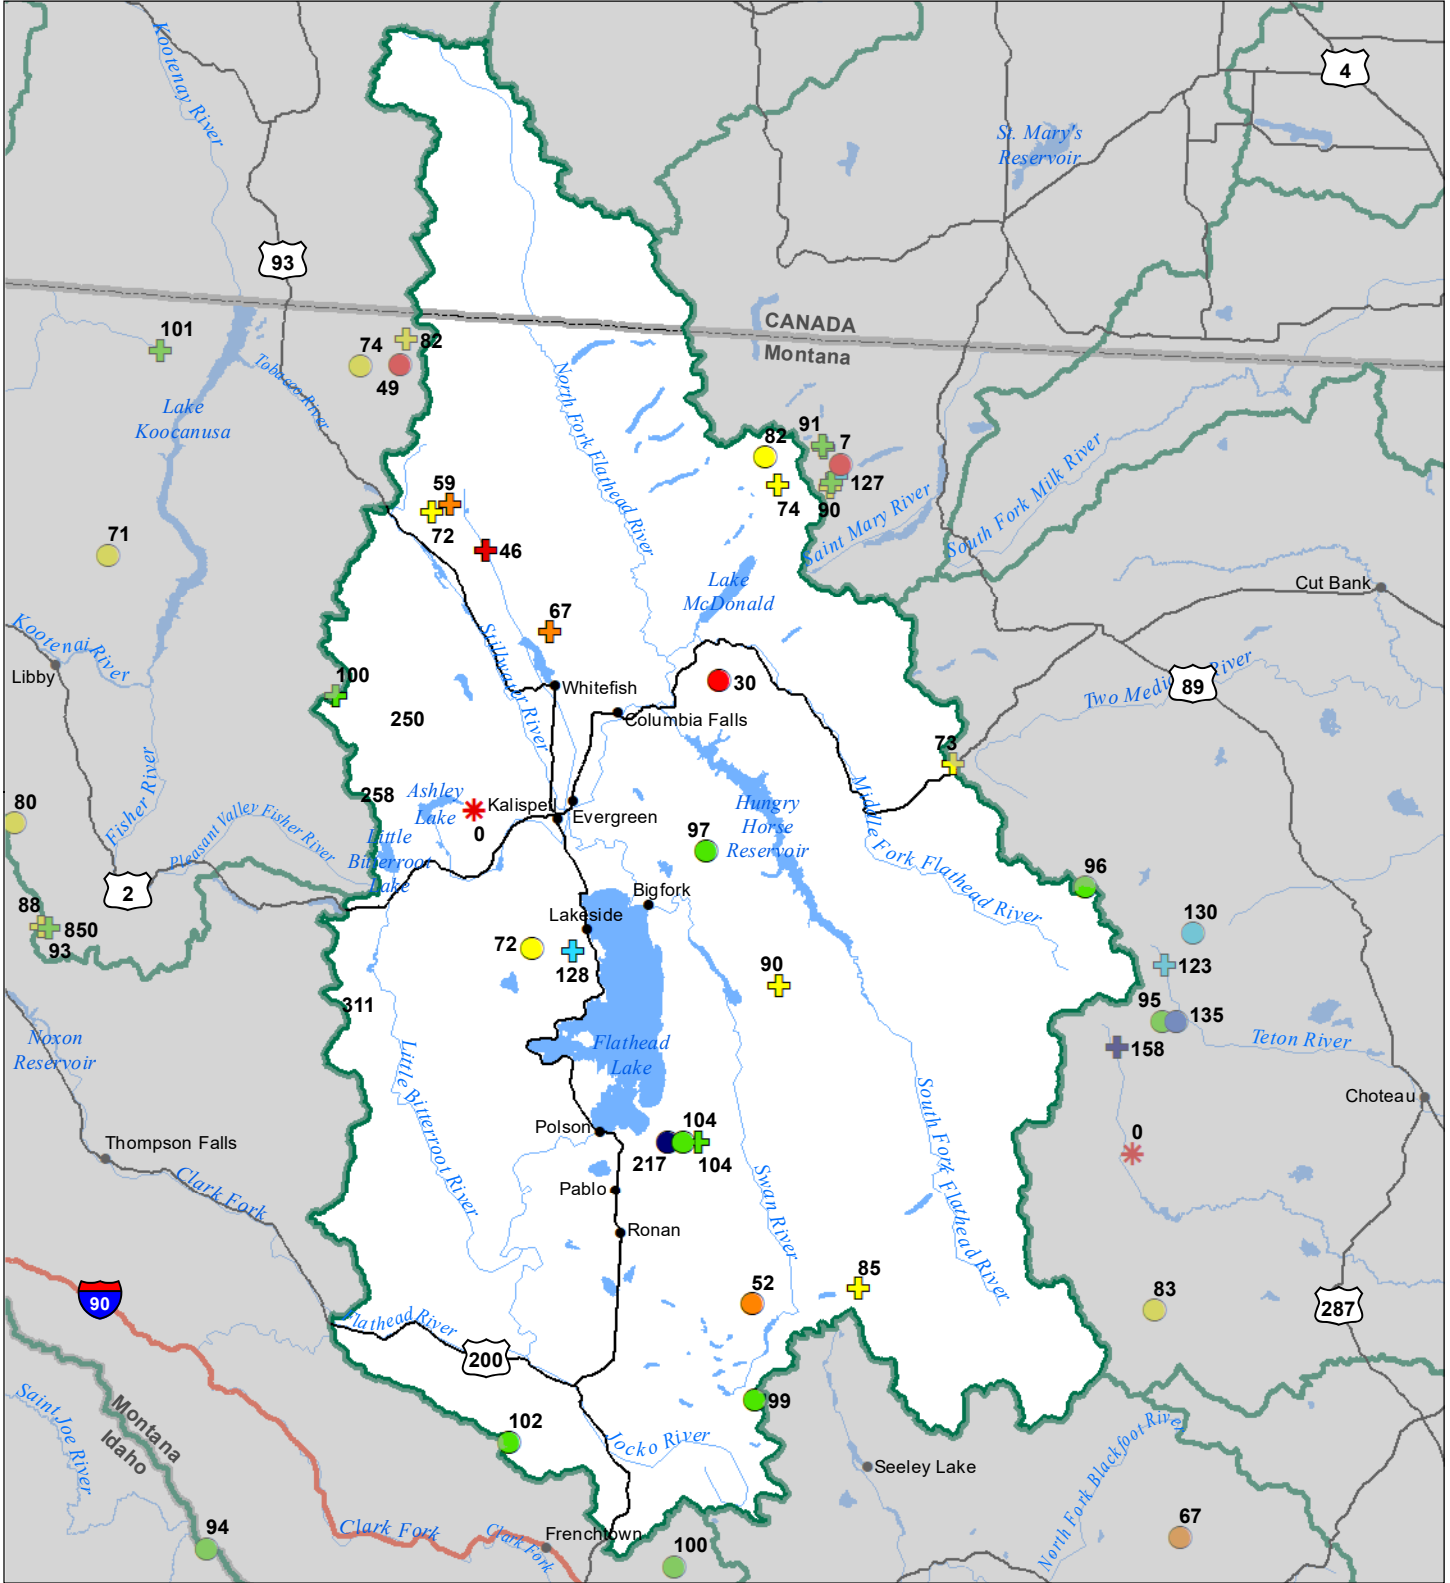 Kootenay River
4
St. Mary's
Reservoir
93
CANADA
Montana
101
74
82
49
Tobacco River
Lake
Koocanusa
North Fork Flathead River
82
91
7
127
74
90
Saint Mary River
South Fork Milk River
59
72
46
71
Lake
McDonald
Cut Bank
67
Kootenai River
Libby
Stillwater River
100
250
Whitefish
30
Columbia Falls
Two Medic
River
89
73
Fisher River
80
258
Ashley
Lake
0
Kalispell
Evergreen
Hungry
Horse
Reservoir
Middle Fork Flathead River
Pleasant Valley Fisher River
Little
Bitterroot
Lake
97
96
2
Bigfork
88
850
93
Lakeside
72
128
130
123
90
95
135
158
311
Noxon
Reservoir
Flathead
Lake
Teton River
Little Bitterroot River
South Fork Flathead River
Choteau
Polson
104
217
104
0
Thompson Falls
Clark Fork
Pablo
Swan River
Ronan
85
52
83
90
287
Flathead River
200
99
Saint Joe River
Montana
Idaho
102
Jocko River
North Fork Blackfoot River
Seeley Lake
94
Clark Fork
Clark Fork
Frenchtown
100
67